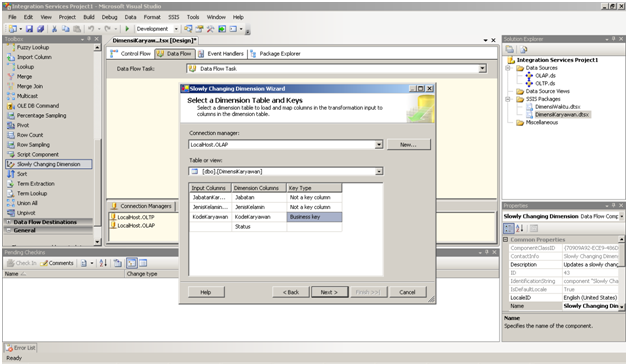 Integration Services Project1 - Microsoft Visual Studio
File Edit View Project Build Debug Data Format SSIS Tools Window Help
Development
Toolbox
Fuzzy Lookup
Import Column
Lookup
Merge
Merge Join
Multicast
OLE DB Command
Percentage Sampling
Pivot
Row Count
Row Sampling
Script Component
Slowly Changing Dimension
Sort
Term Extraction
Term Lookup
Union All
Unpivot
Data Flow Destinations
General
DimensiKaryaw...tsx [Design]*
Control Flow
Data Flow
Event Handlers
Package Explorer
Data Flow Task:
Data Flow Task
Connection Managers
LocalHost.OLTP
LocalHost.OLAP
Slowly Changing Dimension Wizard
Select a Dimension Table and Keys
Select a dimension table to load and map columns in the transformation input to
columns in the dimension table.
Connection manager:
LocalHost.OLAP
New...
Table or view:
[dbo].[DimensiKaryawan]
Input Columns Dimension Columns Key Type
JabatanKar... Jabatan Not a key column
JenisKelamin... JenisKelamin Not a key column
KodeKaryawan KodeKaryawan Business key
Status
Help
< Back
Next >
Finish >>|
Cancel
Solution Explorer
Integration Services Project1
Data Sources
OLAP.ds
OLTP.ds
Data Source Views
SSIS Packages
DimensiWaktu.dtsx
DimensiKaryawan.dtsx
Miscellaneous
Properties
Slowly Changing Dimension Data Flow Comp
Common Properties
ComponentClassID {70909A92-ECE9-486D
ContactInfo Slowly Changing Dimen
Description Updates a slowly chang
ID 43
IdentificationString component "Slowly Cha
IsDefaultLocale True
LocaleID English (United States)
Name Slowly Changing Dim
Name
Specifies the name of the component.
Pending Checkins
Check In
Comments
Name
Change type
Error List
Ready